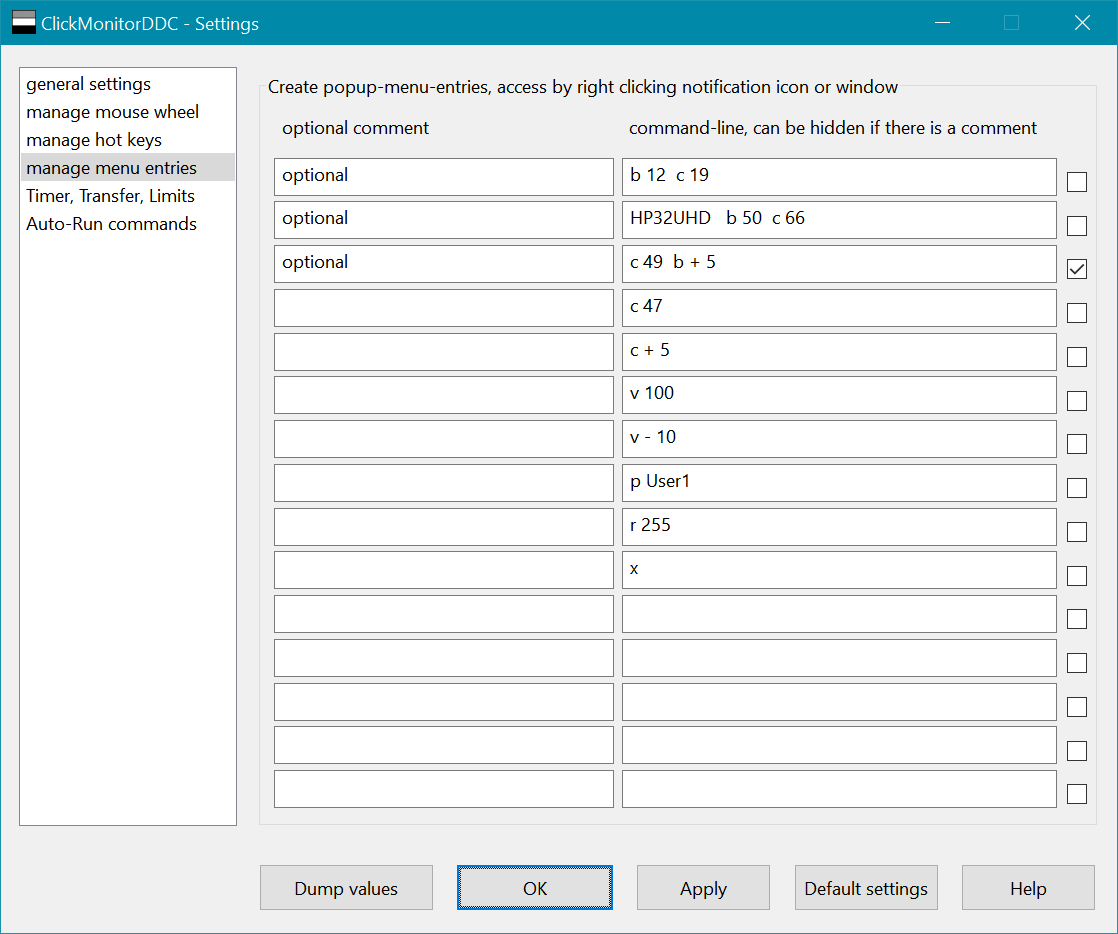 ClickMonitorDDC - Settings
general settings
manage mouse wheel
manage hot keys
manage menu entries
Timer, Transfer, Limits
Auto-Run commands
Create popup-menu-entries, access by right clicking notification icon or window
optional comment command-line, can be hidden if there is a comment
optional b 12  c 19
optional HP32UHD   b 50  c 66
optional c 49  b + 5
c 47
c + 5
v 100
v - 10
p User1
r 255
x
Dump values OK Apply Default settings Help